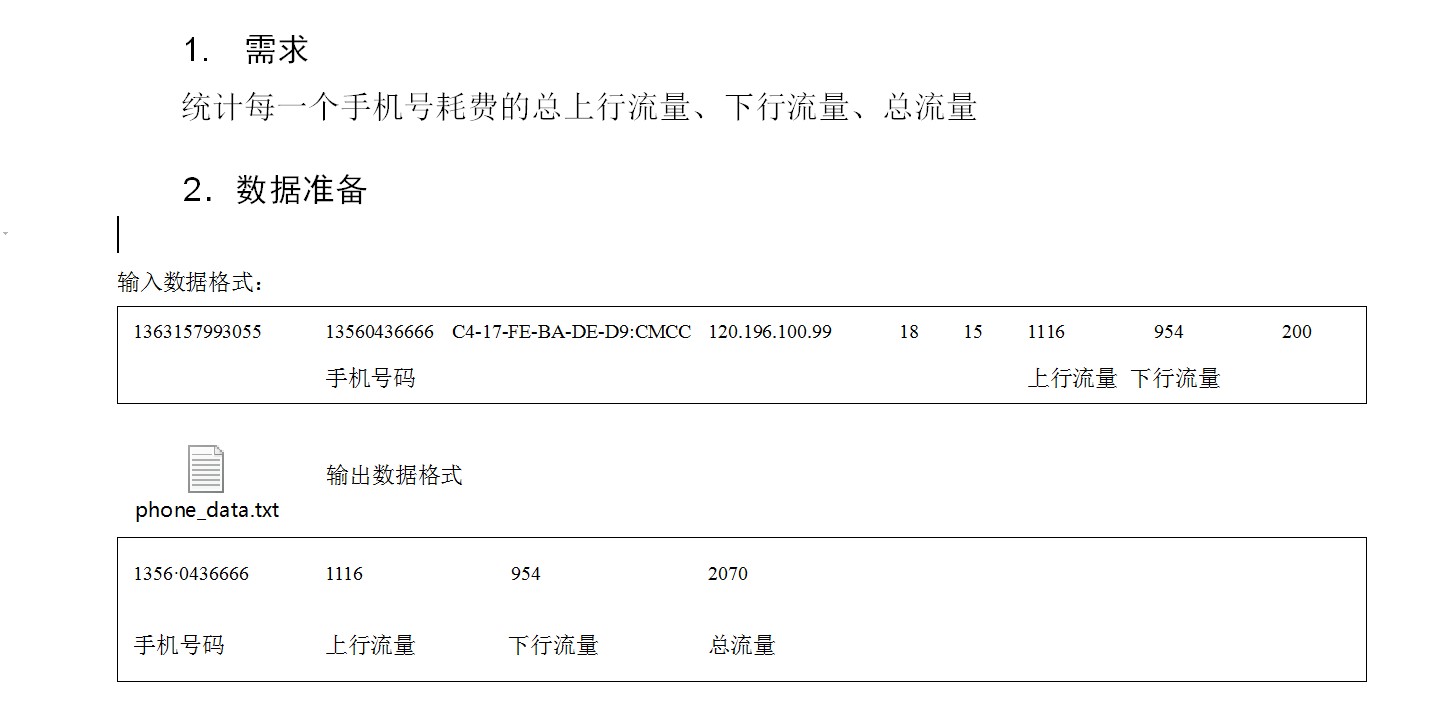 1. 需求
统计每一个手机号耗费的总上行流量、下行流量、总流量
2. 数据准备
输入数据格式：
1363157993055 13560436666 C4-17-FE-BA-DE-D9:CMCC 120.196.100.99 18 15 1116 954 200
手机号码 上行流量 下行流量
输出数据格式
phone_data.txt
1356·0436666 1116 954 2070
手机号码 上行流量 下行流量 总流量